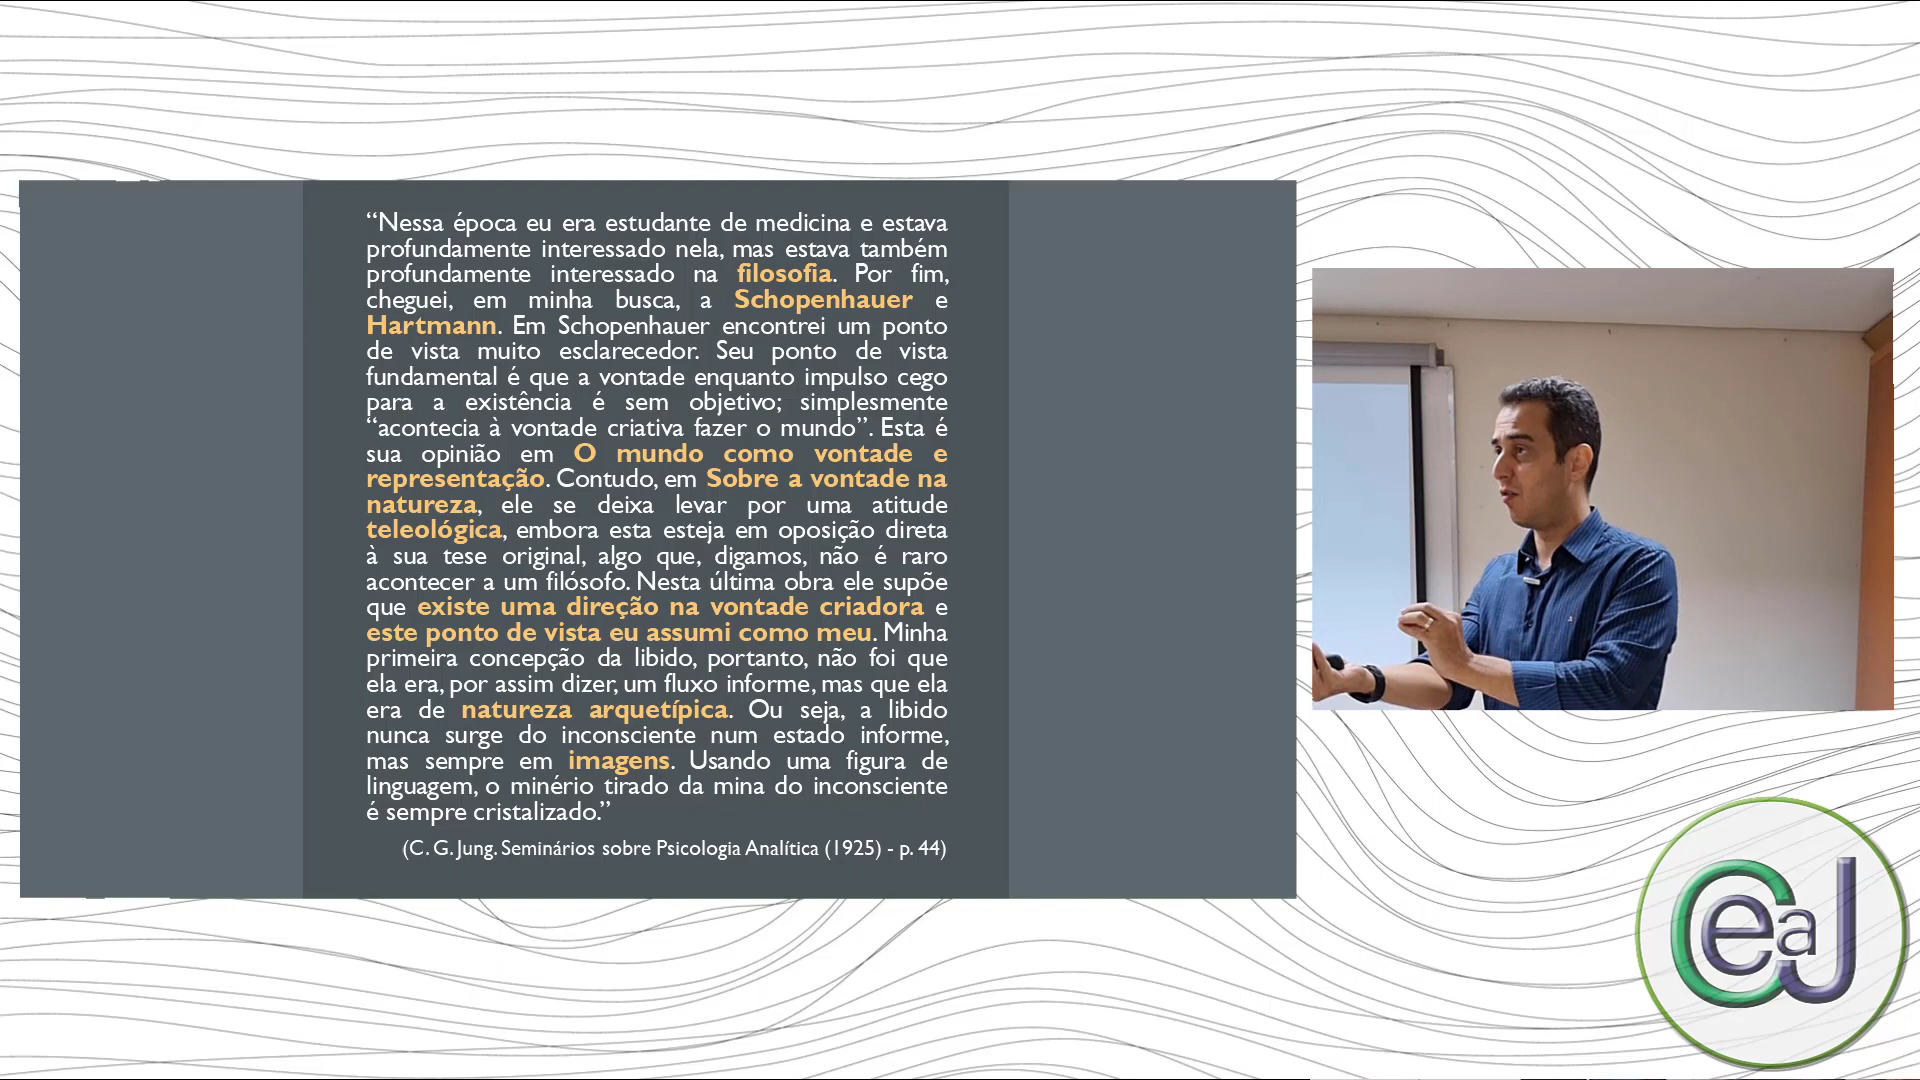 “Nessa época eu era estudante de medicina e estava
profundamente interessado nela, mas estava também
profundamente interessado na filosofia. Por fim,
cheguei, em minha busca, a Schopenhauer e
Hartmann. Em Schopenhauer encontrei um ponto
de vista muito esclarecedor. Seu ponto de vista
fundamental é que a vontade enquanto impulso cego
para a existência é sem objetivo; simplesmente
“acontecia à vontade criativa fazer o mundo”. Esta é
sua opinião em O mundo como vontade e
representação. Contudo, em Sobre a vontade na
natureza, ele se deixa levar por uma atitude
teleológica, embora esta esteja em oposição direta
à sua tese original, algo que, digamos, não é raro
acontecer a um filósofo. Nesta última obra ele supõe
que existe uma direção na vontade criadora e
este ponto de vista eu assumi como meu. Minha
primeira concepção da libido, portanto, não foi que
ela era, por assim dizer, um fluxo informe, mas que ela
era de natureza arquetípica. Ou seja, a libido
nunca surge do inconsciente num estado informe,
mas sempre em imagens. Usando uma figura de
linguagem, o minério tirado da mina do inconsciente
é sempre cristalizado.”
(C. G. Jung. Seminários sobre Psicologia Analítica (1925) - p. 44)
CeaJ